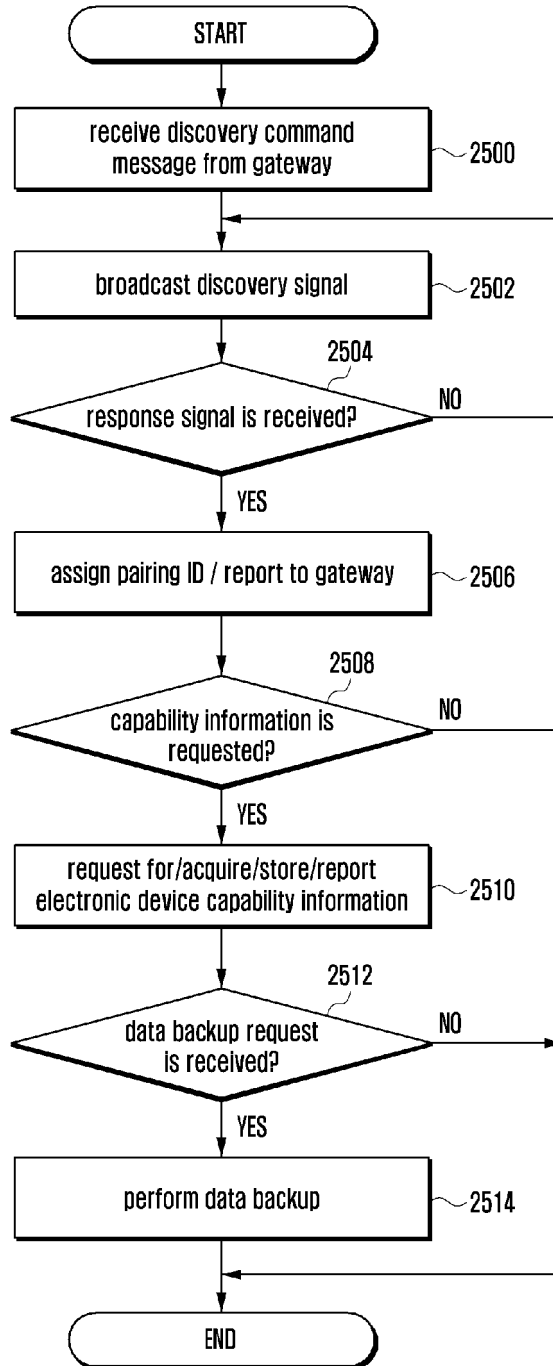 START
receive discovery command
message from gateway
2500
broadcast discovery signal
2502
2504
response signal is received?
NO
YES
assign pairing ID / report to gateway
2506
2508
capability information is
requested?
NO
YES
request for/acquire/store/report
electronic device capability information
2510
2512
data backup request
is received?
NO
YES
perform data backup
2514
END